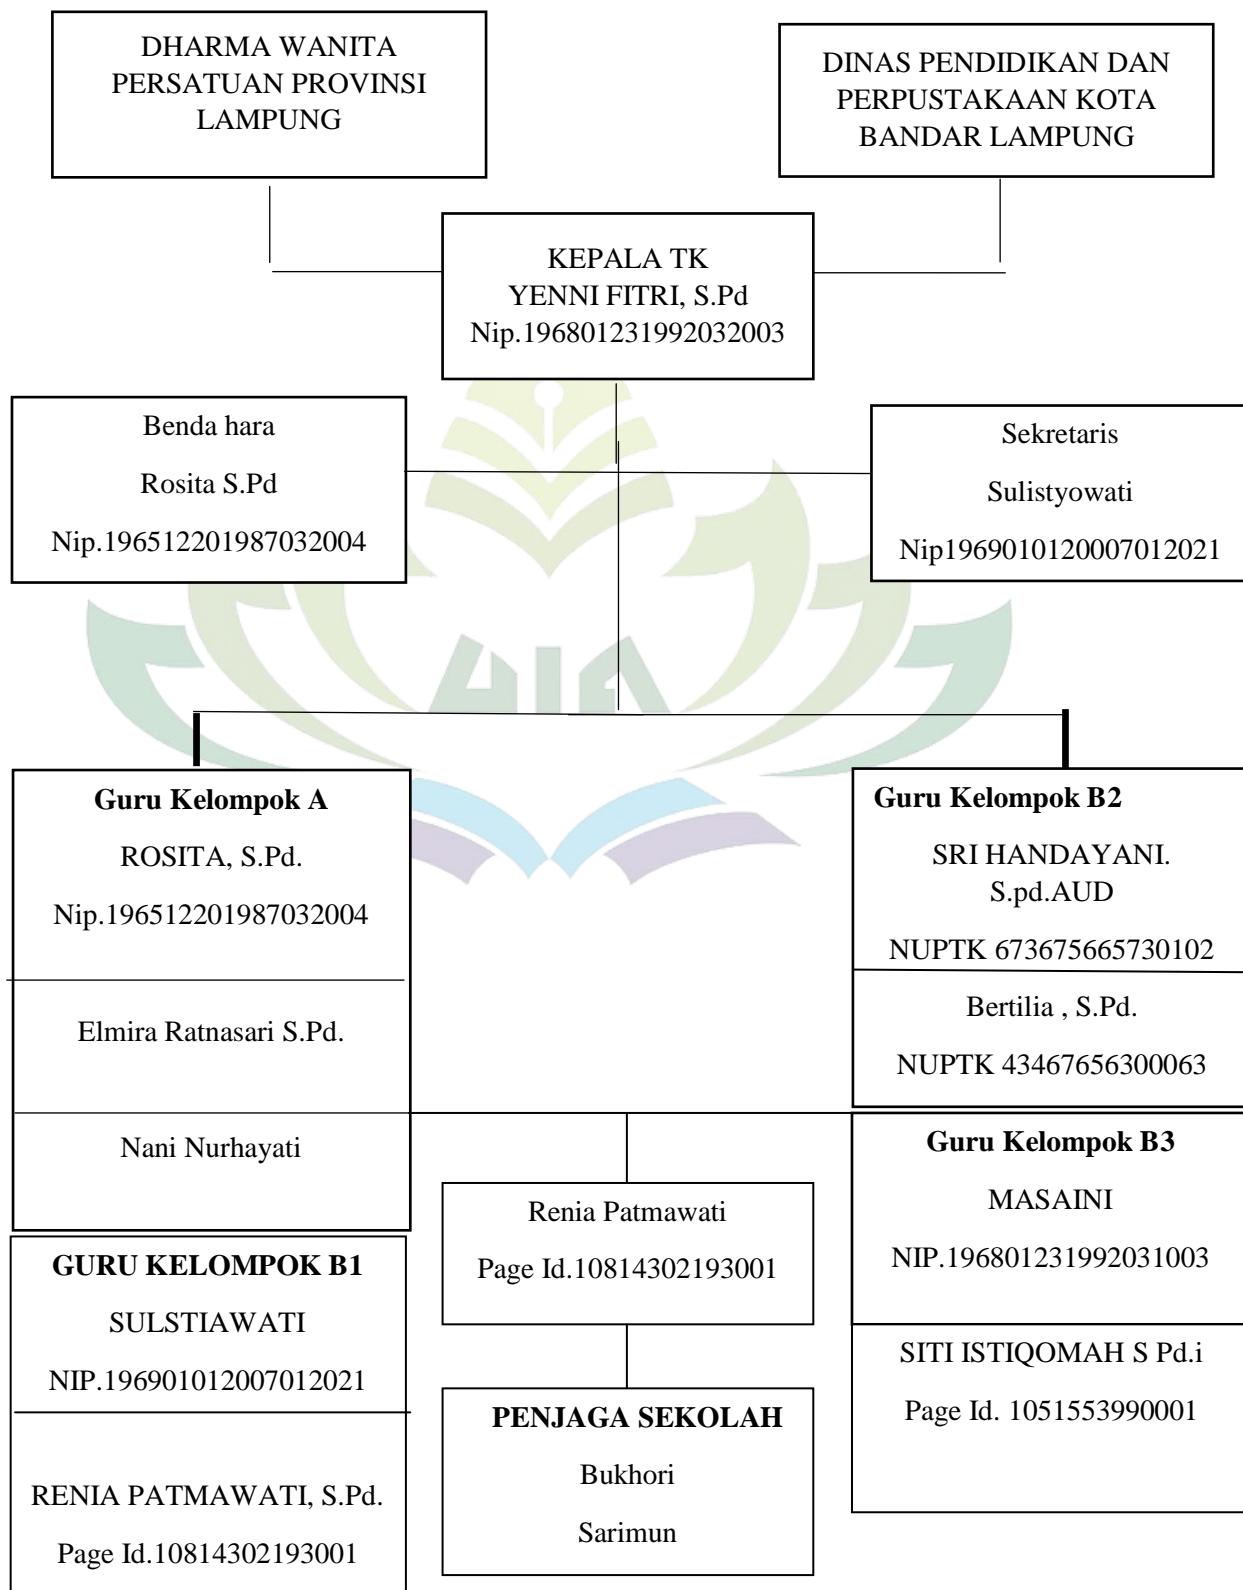 DHARMA WANITA
PERSATUAN PROVINSI
LAMPUNG
DINAS PENDIDIKAN DAN
PERPUSTAKAAN KOTA
BANDAR LAMPUNG
KEPALA TK
YENNI FITRI, S.Pd
Nip.196801231992032003
Benda hara
Rosita S.Pd
Nip.196512201987032004
Sekretaris
Sulistyowati
Nip1969010120007012021
Guru Kelompok A
ROSITA, S.Pd.
Nip.196512201987032004
Elmira Ratnasari S.Pd.
Nani Nurhayati
Guru Kelompok B2
SRI HANDAYANI.
S.pd.AUD
NUPTK 673675665730102
Bertilia , S.Pd.
NUPTK 43467656300063
GURU KELOMPOK B1
SULSTIAWATI
NIP.196901012007012021
RENIA PATMAWATI, S.Pd.
Page Id.10814302193001
Renia Patmawati
Page Id.10814302193001
PENJAGA SEKOLAH
Bukhori
Sarimun
Guru Kelompok B3
MASAINI
NIP.196801231992031003
SITI ISTIQOMAH S Pd.i
Page Id. 1051553990001